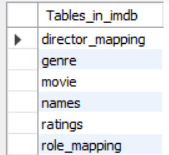 Tables_in_imdb
director_mapping
genre
movie
names
ratings
role_mapping